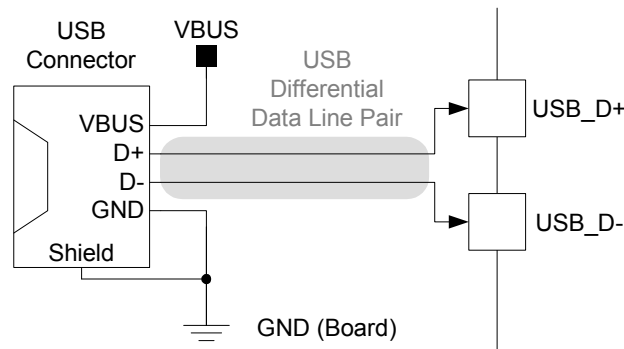 USB
Connector
VBUS
USB
Differential
Data Line Pair
VBUS
D+
D-
GND
Shield
USB_D+
USB_D-
GND (Board)